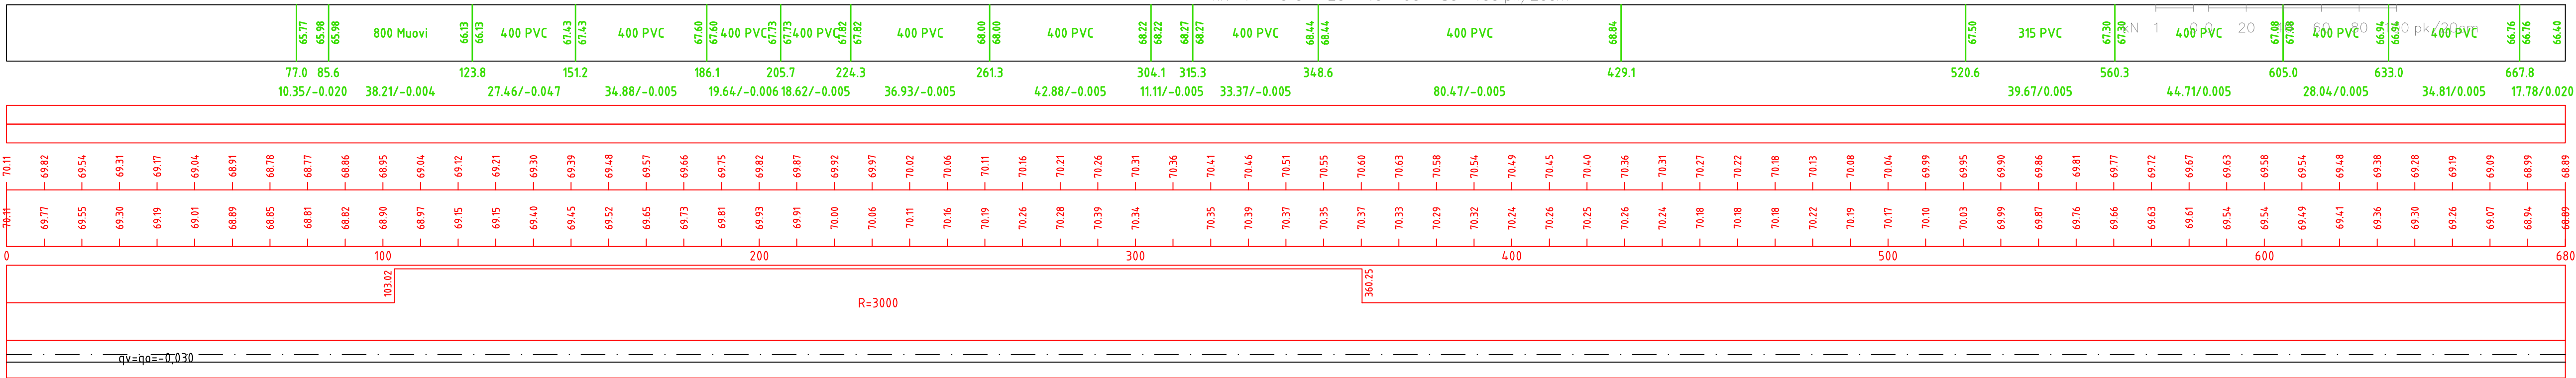 65.77 65.98 65.98 800 Muovi 66.13 66.13 400 PVC 67.43 67.43 400 PVC 67.60 67.60 400 PVC 67.73 67.73 400 PVC 67.82 67.82 400 PVC 68.00 68.00 400 PVC 68.22 68.22 68.27 68.27 400 PVC 68.44 68.44 400 PVC 68.84 67.50 315 PVC 67.30 67.30 400 PVC 67.08 67.08 400 PVC 66.94 66.94 400 PVC 66.76 66.76 66.40
77.0 85.6 123.8 151.2 186.1 205.7 224.3 261.3 304.1 315.3 348.6 429.1 520.6 560.3 605.0 633.0 667.8
10.35/-0.020 38.21/-0.004 27.46/-0.047 34.88/-0.005 19.64/-0.006 18.62/-0.005 36.93/-0.005 42.88/-0.005 11.11/-0.005 33.37/-0.005 80.47/-0.005 39.67/0.005 44.71/0.005 28.04/0.005 34.81/0.005 17.78/0.020
70.11 69.82 69.54 69.31 69.17 69.04 68.91 68.78 68.77 68.86 68.95 69.04 69.12 69.21 69.30 69.39 69.48 69.57 69.66 69.75 69.82 69.87 69.92 69.97 70.02 70.06 70.11 70.16 70.21 70.26 70.31 70.36 70.41 70.46 70.51 70.55 70.60 70.63 70.58 70.54 70.49 70.45 70.40 70.36 70.31 70.27 70.22 70.18 70.13 70.08 70.04 69.99 69.95 69.90 69.86 69.81 69.77 69.72 69.67 69.63 69.58 69.54 69.48 69.38 69.28 69.19 69.09 68.99 68.89
70.11 69.77 69.55 69.30 69.19 69.01 68.89 68.85 68.81 68.82 68.90 68.97 69.15 69.15 69.40 69.45 69.52 69.65 69.73 69.81 69.93 69.91 70.00 70.06 70.11 70.16 70.19 70.26 70.28 70.39 70.34 70.35 70.39 70.37 70.35 70.37 70.33 70.29 70.32 70.24 70.26 70.25 70.26 70.24 70.18 70.18 70.18 70.22 70.19 70.17 70.10 70.03 69.99 69.87 69.76 69.66 69.63 69.61 69.54 69.54 69.49 69.41 69.36 69.30 69.26 69.07 68.94 68.89
0 100 200 300 400 500 600 680
103.02 360.25
R=3000
qv=qo=-0,030